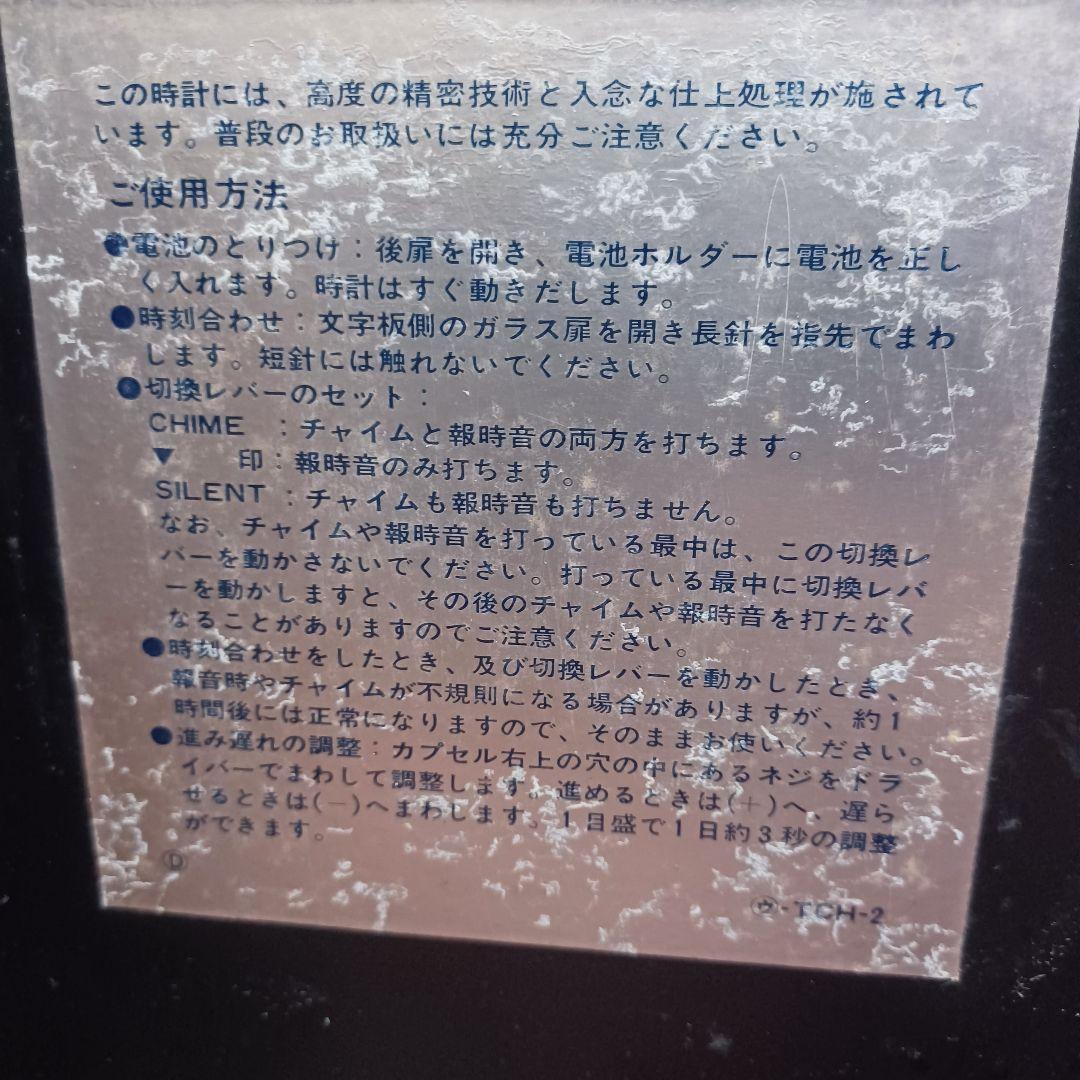 この時計には、高度の精密技術と入念な仕上処理が施されて
います。普段のお取扱いには充分ご注意ください。
ご使用方法
●電池のとりつけ：後扉を開き、電池ホルダーに電池を正し
く入れます。時計はすぐ動きだします。
●時刻合わせ：文字板側のガラス扉を開き長針を指先でまわ
します。短針には触れないでください。
●切換レバーのセット：
CHIME ：チャイムと報時音の両方を打ちます。
▼ 印：報時音のみ打ちます。
SILENT ：チャイムも報時音も打ちません。
なお、チャイムや報時音を打っている最中は、この切換レ
バーを動かさないでください。打っている最中に切換レバ
ーを動かしますと、その後のチャイムや報時音を打たなく
なることがありますのでご注意ください。
●時刻合わせをしたとき、及び切換レバーを動かしたとき、
報音時やチャイムが不規則になる場合がありますが、約1
時間後には正常になりますので、そのままお使いください。
●進み遅れの調整：カプセル右上の穴の中にあるネジをドラ
イバーでまわして調整します。進めるときは(+)へ、遅ら
せるときは(−)へまわします。1目盛で1日約3秒の調整
ができます。
Ⓓ
㋒-TCH-2